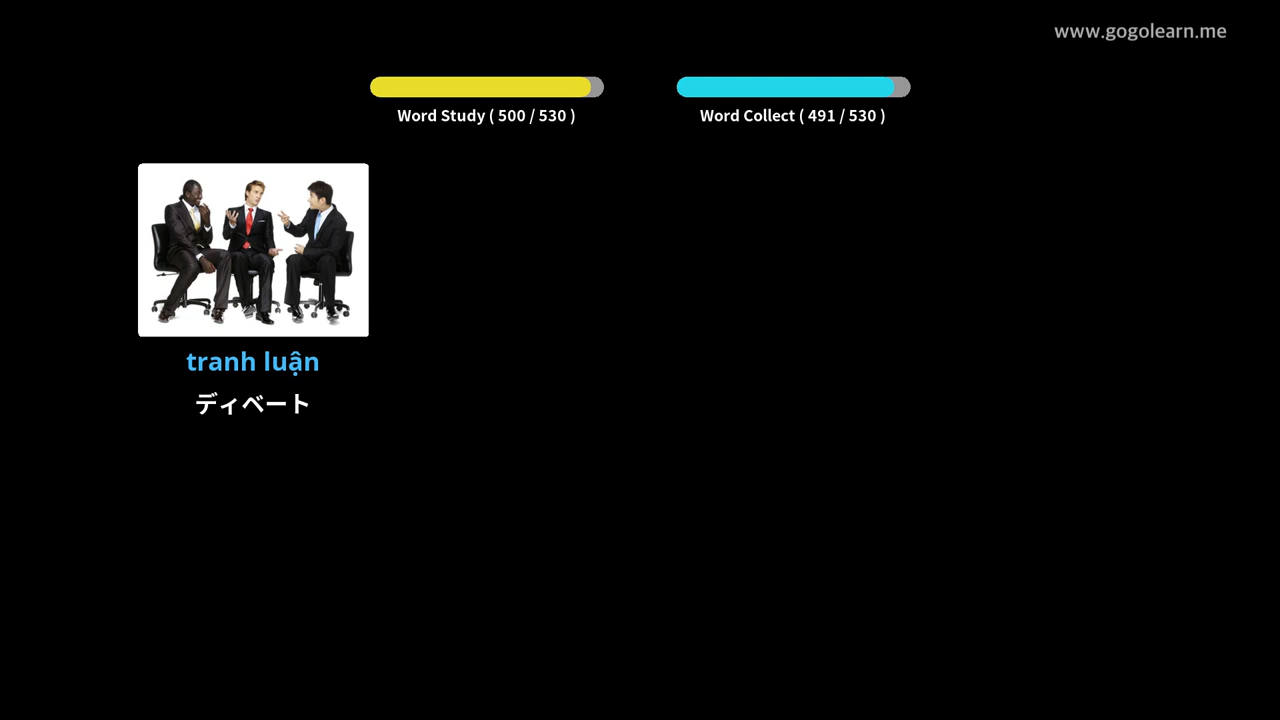 www.gogolearn.me
Word Study ( 500 / 530 )
Word Collect ( 491 / 530 )
tranh luận
ディベート